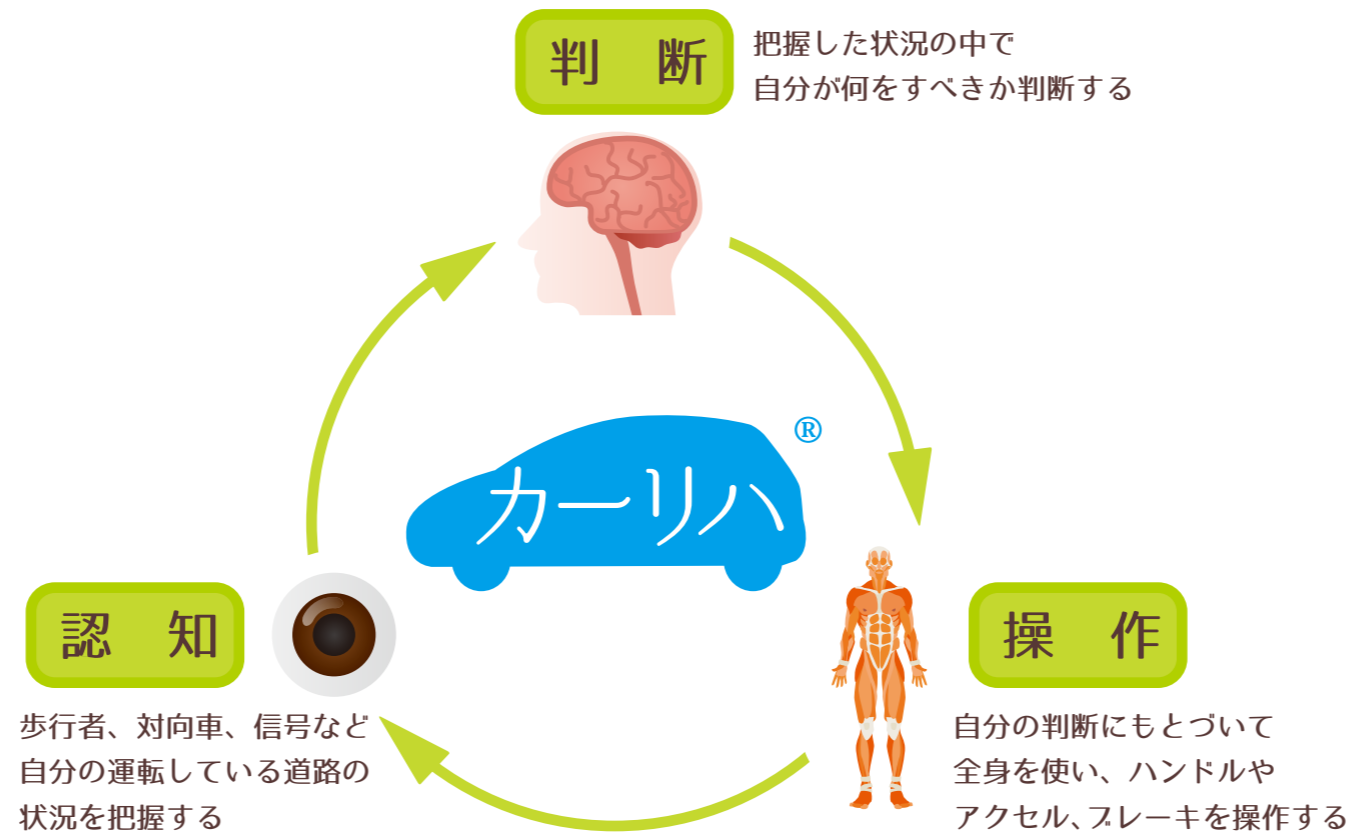 判 断
把握した状況の中で
自分が何をすべきか判断する
カーリハ®
認 知
歩行者、対向車、信号など
自分の運転している道路の
状況を把握する
操 作
自分の判断にもとづいて
全身を使い、ハンドルや
アクセル、ブレーキを操作する